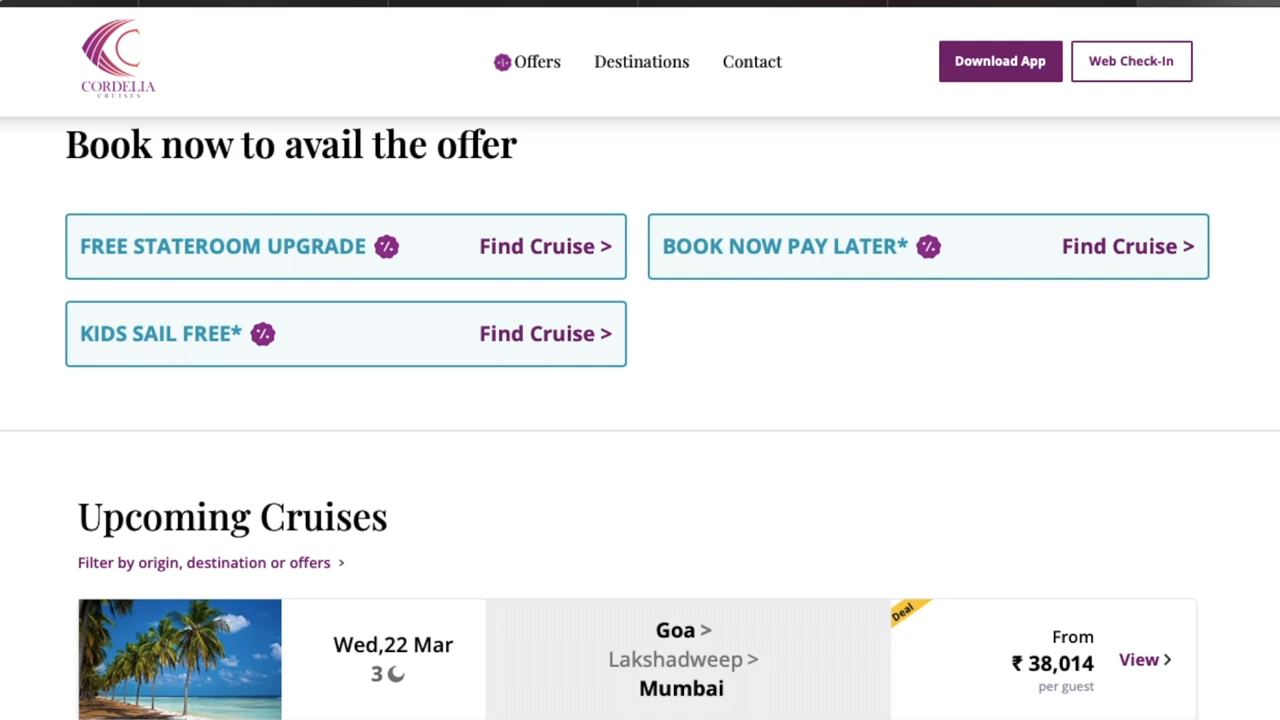 CORDELIA
CRUISES
Offers
Destinations
Contact
Download App
Web Check-In
Book now to avail the offer
FREE STATEROOM UPGRADE
Find Cruise >
BOOK NOW PAY LATER*
Find Cruise >
KIDS SAIL FREE*
Find Cruise >
Upcoming Cruises
Filter by origin, destination or offers >
Wed,22 Mar
3
Goa >
Lakshadweep >
Mumbai
Deal
From
₹ 38,014
per guest
View >